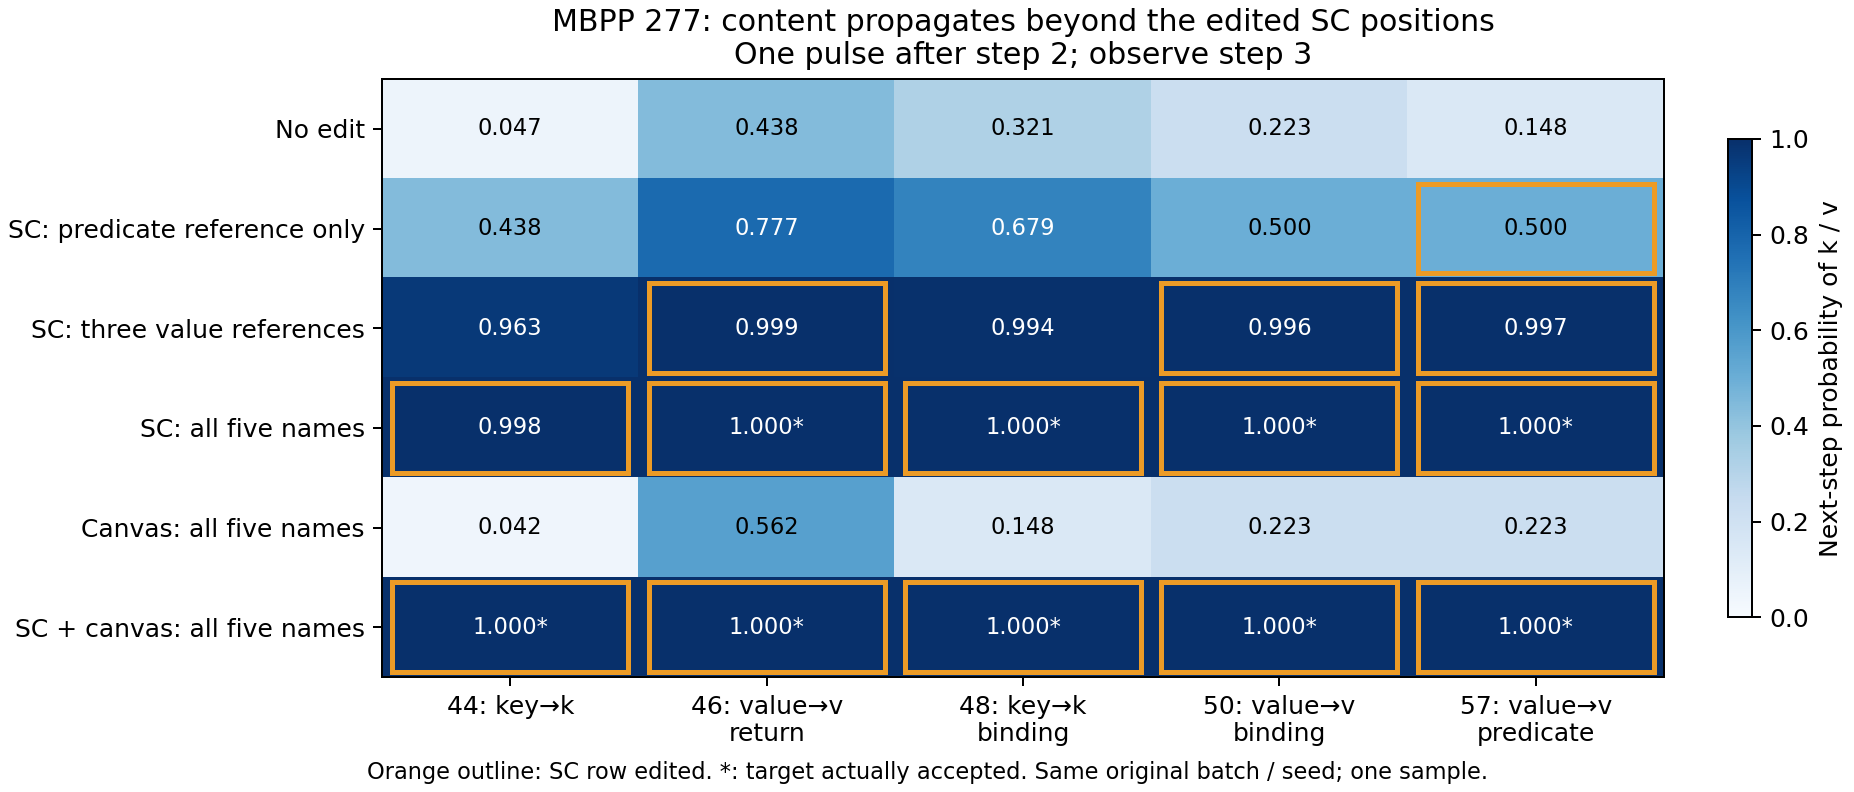 MBPP 277: content propagates beyond the edited SC positions
One pulse after step 2; observe step 3
No edit 0.047 0.438 0.321 0.223 0.148
SC: predicate reference only 0.438 0.777 0.679 0.500 0.500
SC: three value references 0.963 0.999 0.994 0.996 0.997
SC: all five names 0.998 1.000* 1.000* 1.000* 1.000*
Canvas: all five names 0.042 0.562 0.148 0.223 0.223
SC + canvas: all five names 1.000* 1.000* 1.000* 1.000* 1.000*
44: key→k 46: value→v 48: key→k 50: value→v 57: value→v
return binding binding predicate
Orange outline: SC row edited. *: target actually accepted. Same original batch / seed; one sample.
1.0
0.8
0.6
0.4
0.2
0.0
Next-step probability of k / v